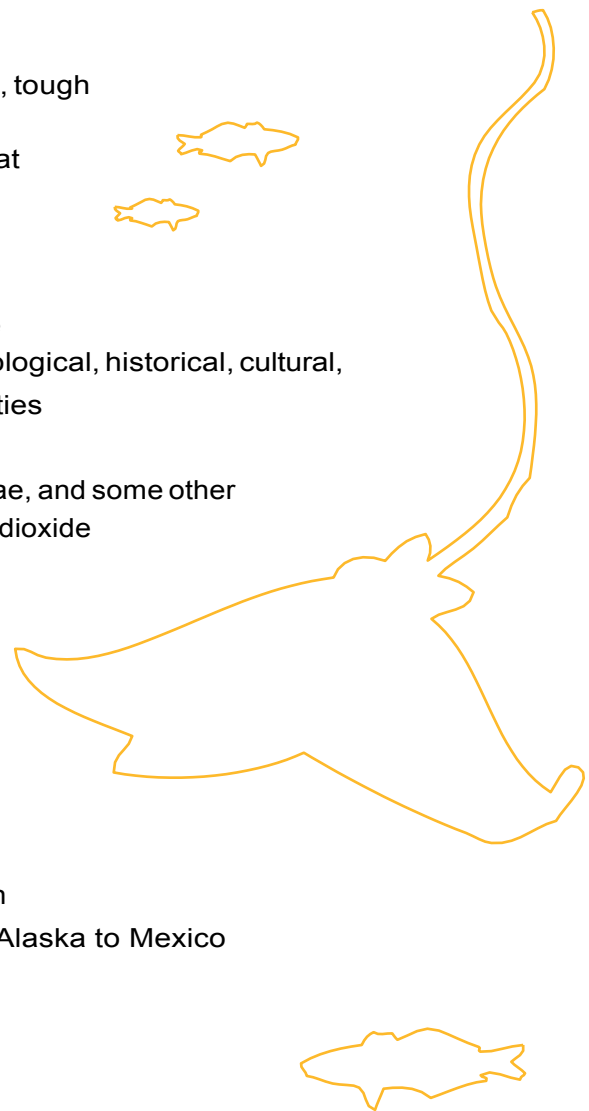 , tough
at
ological, historical, cultural,
ties
ae, and some other
dioxide
Alaska to Mexico